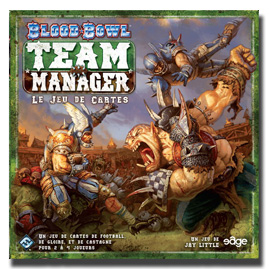 BLOOD BOWL
TEAM
MANAGER
LE JEU DE CARTES
UN JEU DE CARTES DE FOOTBALL,
DE GLOIRE, ET DE CASTAGNE
POUR 2 À 4 JOUEURS
UN JEU DE
JAY LITTLE
edge